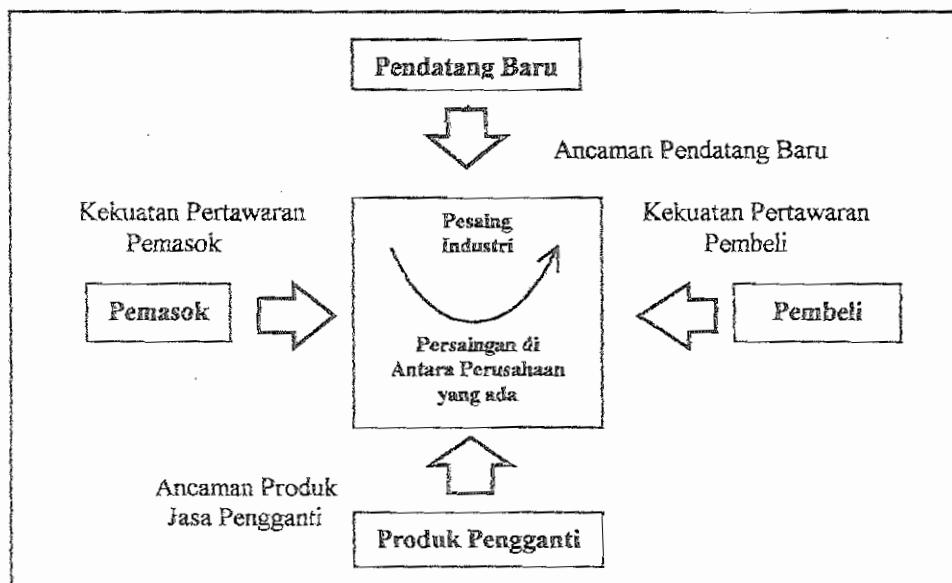 Pendatang Baru
Ancaman Pendatang Baru
Kekuatan Pertawaran
Pemasok
Pesaing
Industri
Kekuatan Pertawaran
Pembeli
Pemasok
Pembeli
Persaingan di
Antara Perusahaan
yang ada
Ancaman Produk
Jasa Pengganti
Produk Pengganti